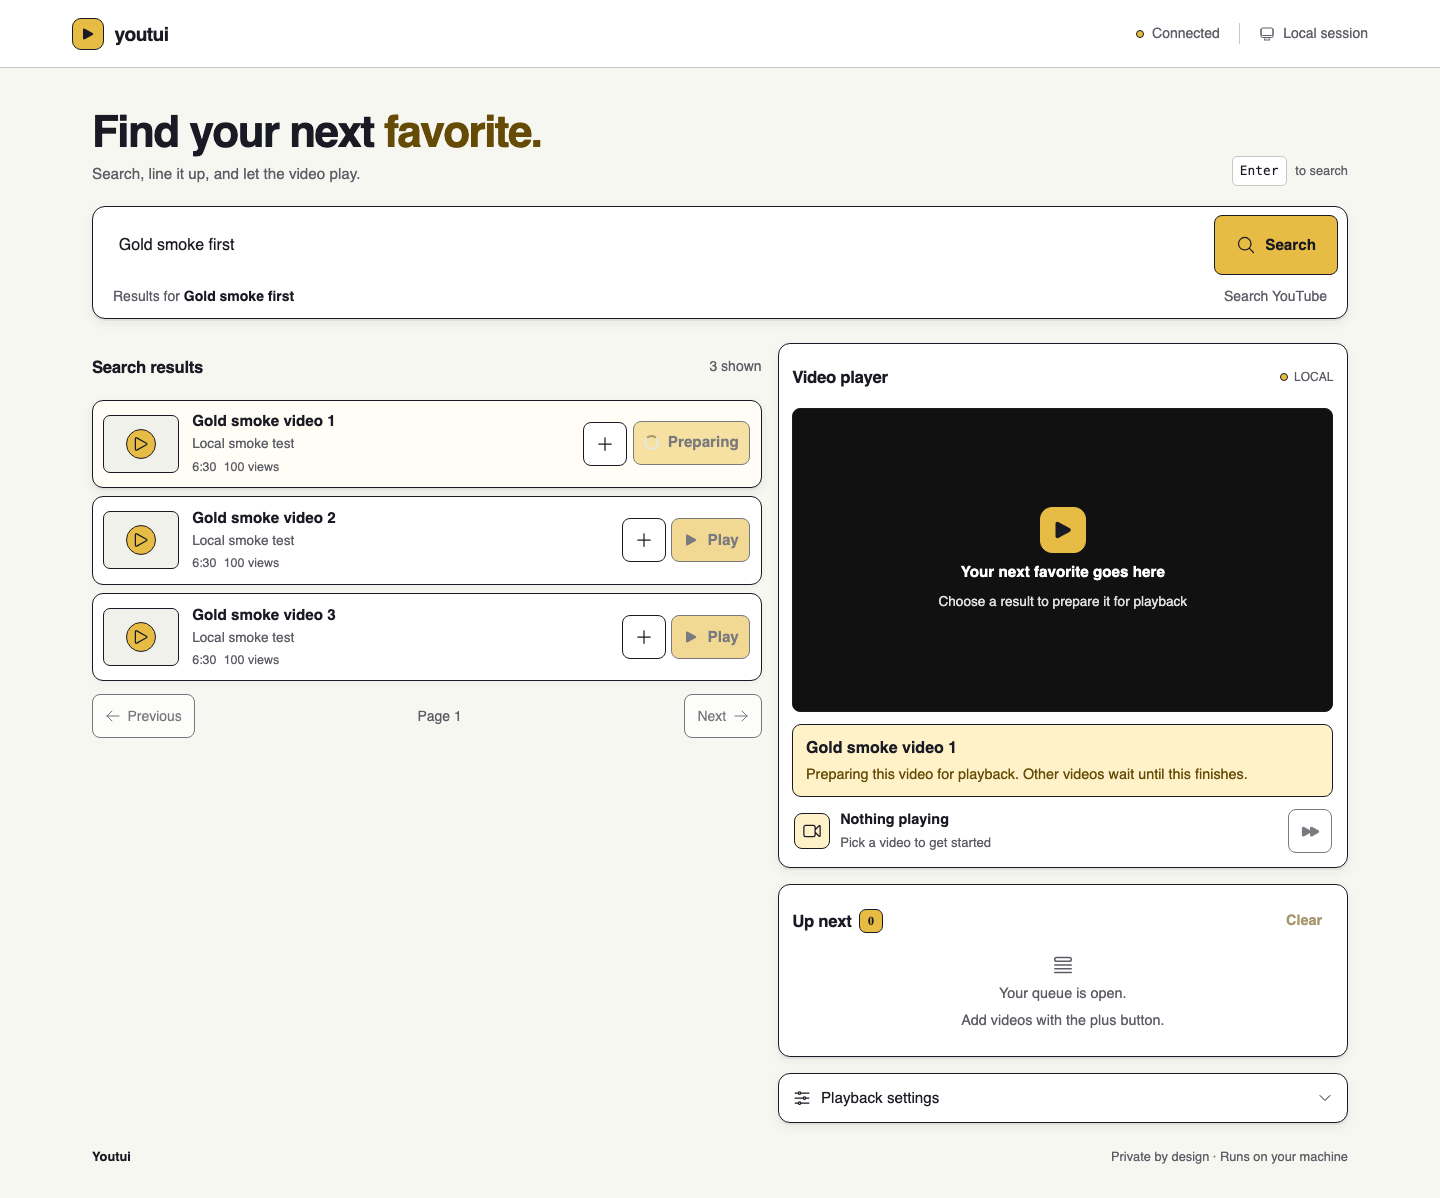 youtui
Connected
Local session
Find your next favorite.
Search, line it up, and let the video play.
Enter to search
Gold smoke first
Search
Results for Gold smoke first
Search YouTube
Search results
3 shown
Gold smoke video 1
Local smoke test
6:30 100 views
Preparing
Gold smoke video 2
Local smoke test
6:30 100 views
Play
Gold smoke video 3
Local smoke test
6:30 100 views
Play
Previous
Page 1
Next
Video player
LOCAL
Your next favorite goes here
Choose a result to prepare it for playback
Gold smoke video 1
Preparing this video for playback. Other videos wait until this finishes.
Nothing playing
Pick a video to get started
Up next 0
Clear
Your queue is open.
Add videos with the plus button.
Playback settings
Youtui
Private by design · Runs on your machine